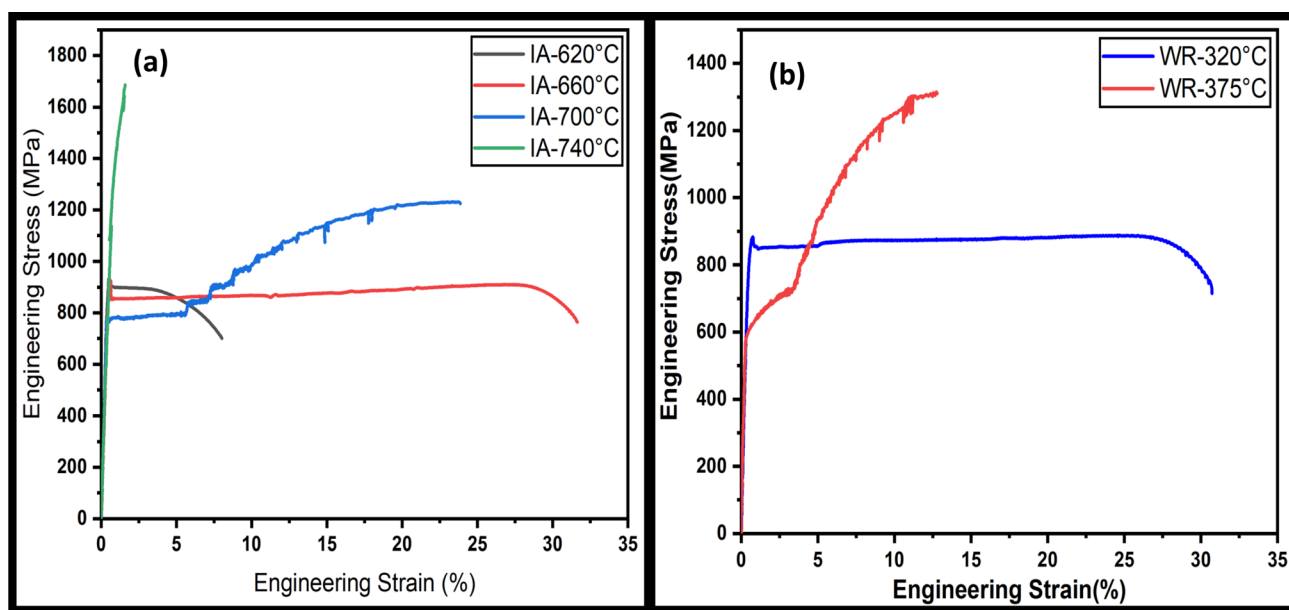 (a)
IA-620°C
IA-660°C
IA-700°C
IA-740°C
Engineering Stress (MPa)
1800
1600
1400
1200
1000
800
600
400
200
0
0 5 10 15 20 25 30 35
Engineering Strain (%)
(b)
WR-320°C
WR-375°C
Engineering Stress(MPa)
1400
1200
1000
800
600
400
200
0
0 5 10 15 20 25 30 35
Engineering Strain(%)